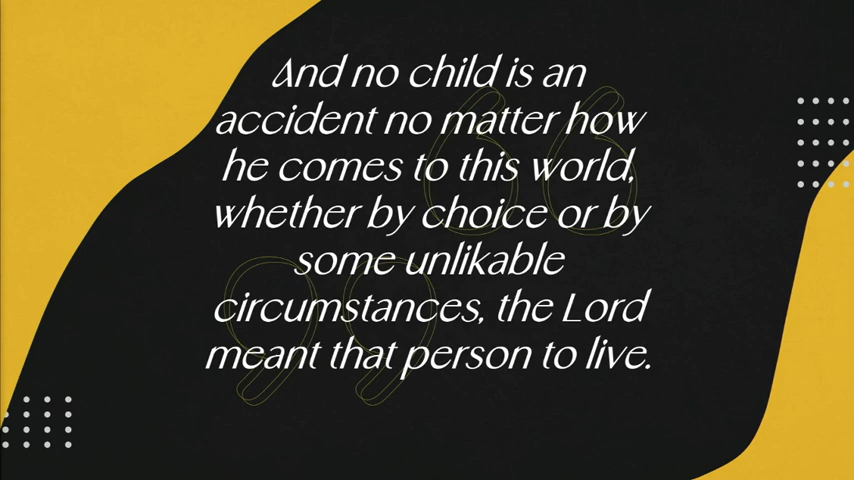 And no child is an
accident no matter how
he comes to this world,
whether by choice or by
some unlikable
circumstances, the Lord
meant that person to live.